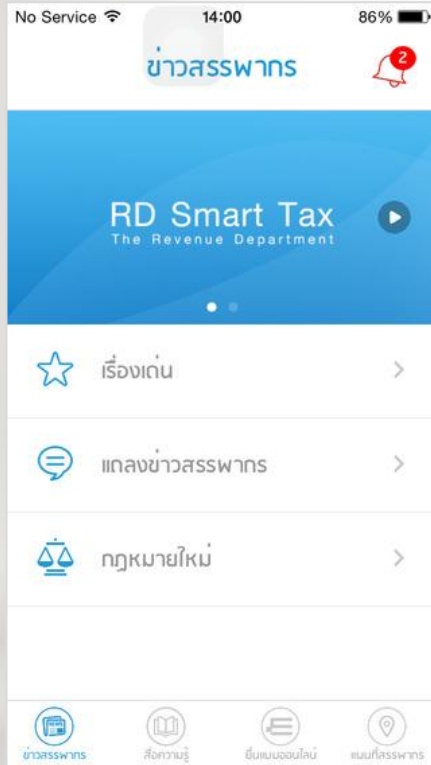 No Service 14:00 86%
ข่าวสรรพากร
2
RD Smart Tax
The Revenue Department
เรื่องเด่น
แถลงข่าวสรรพากร
กฎหมายใหม่
ข่าวสรรพากร สื่อความรู้ ยื่นแบบออนไลน์ แผนที่สรรพากร